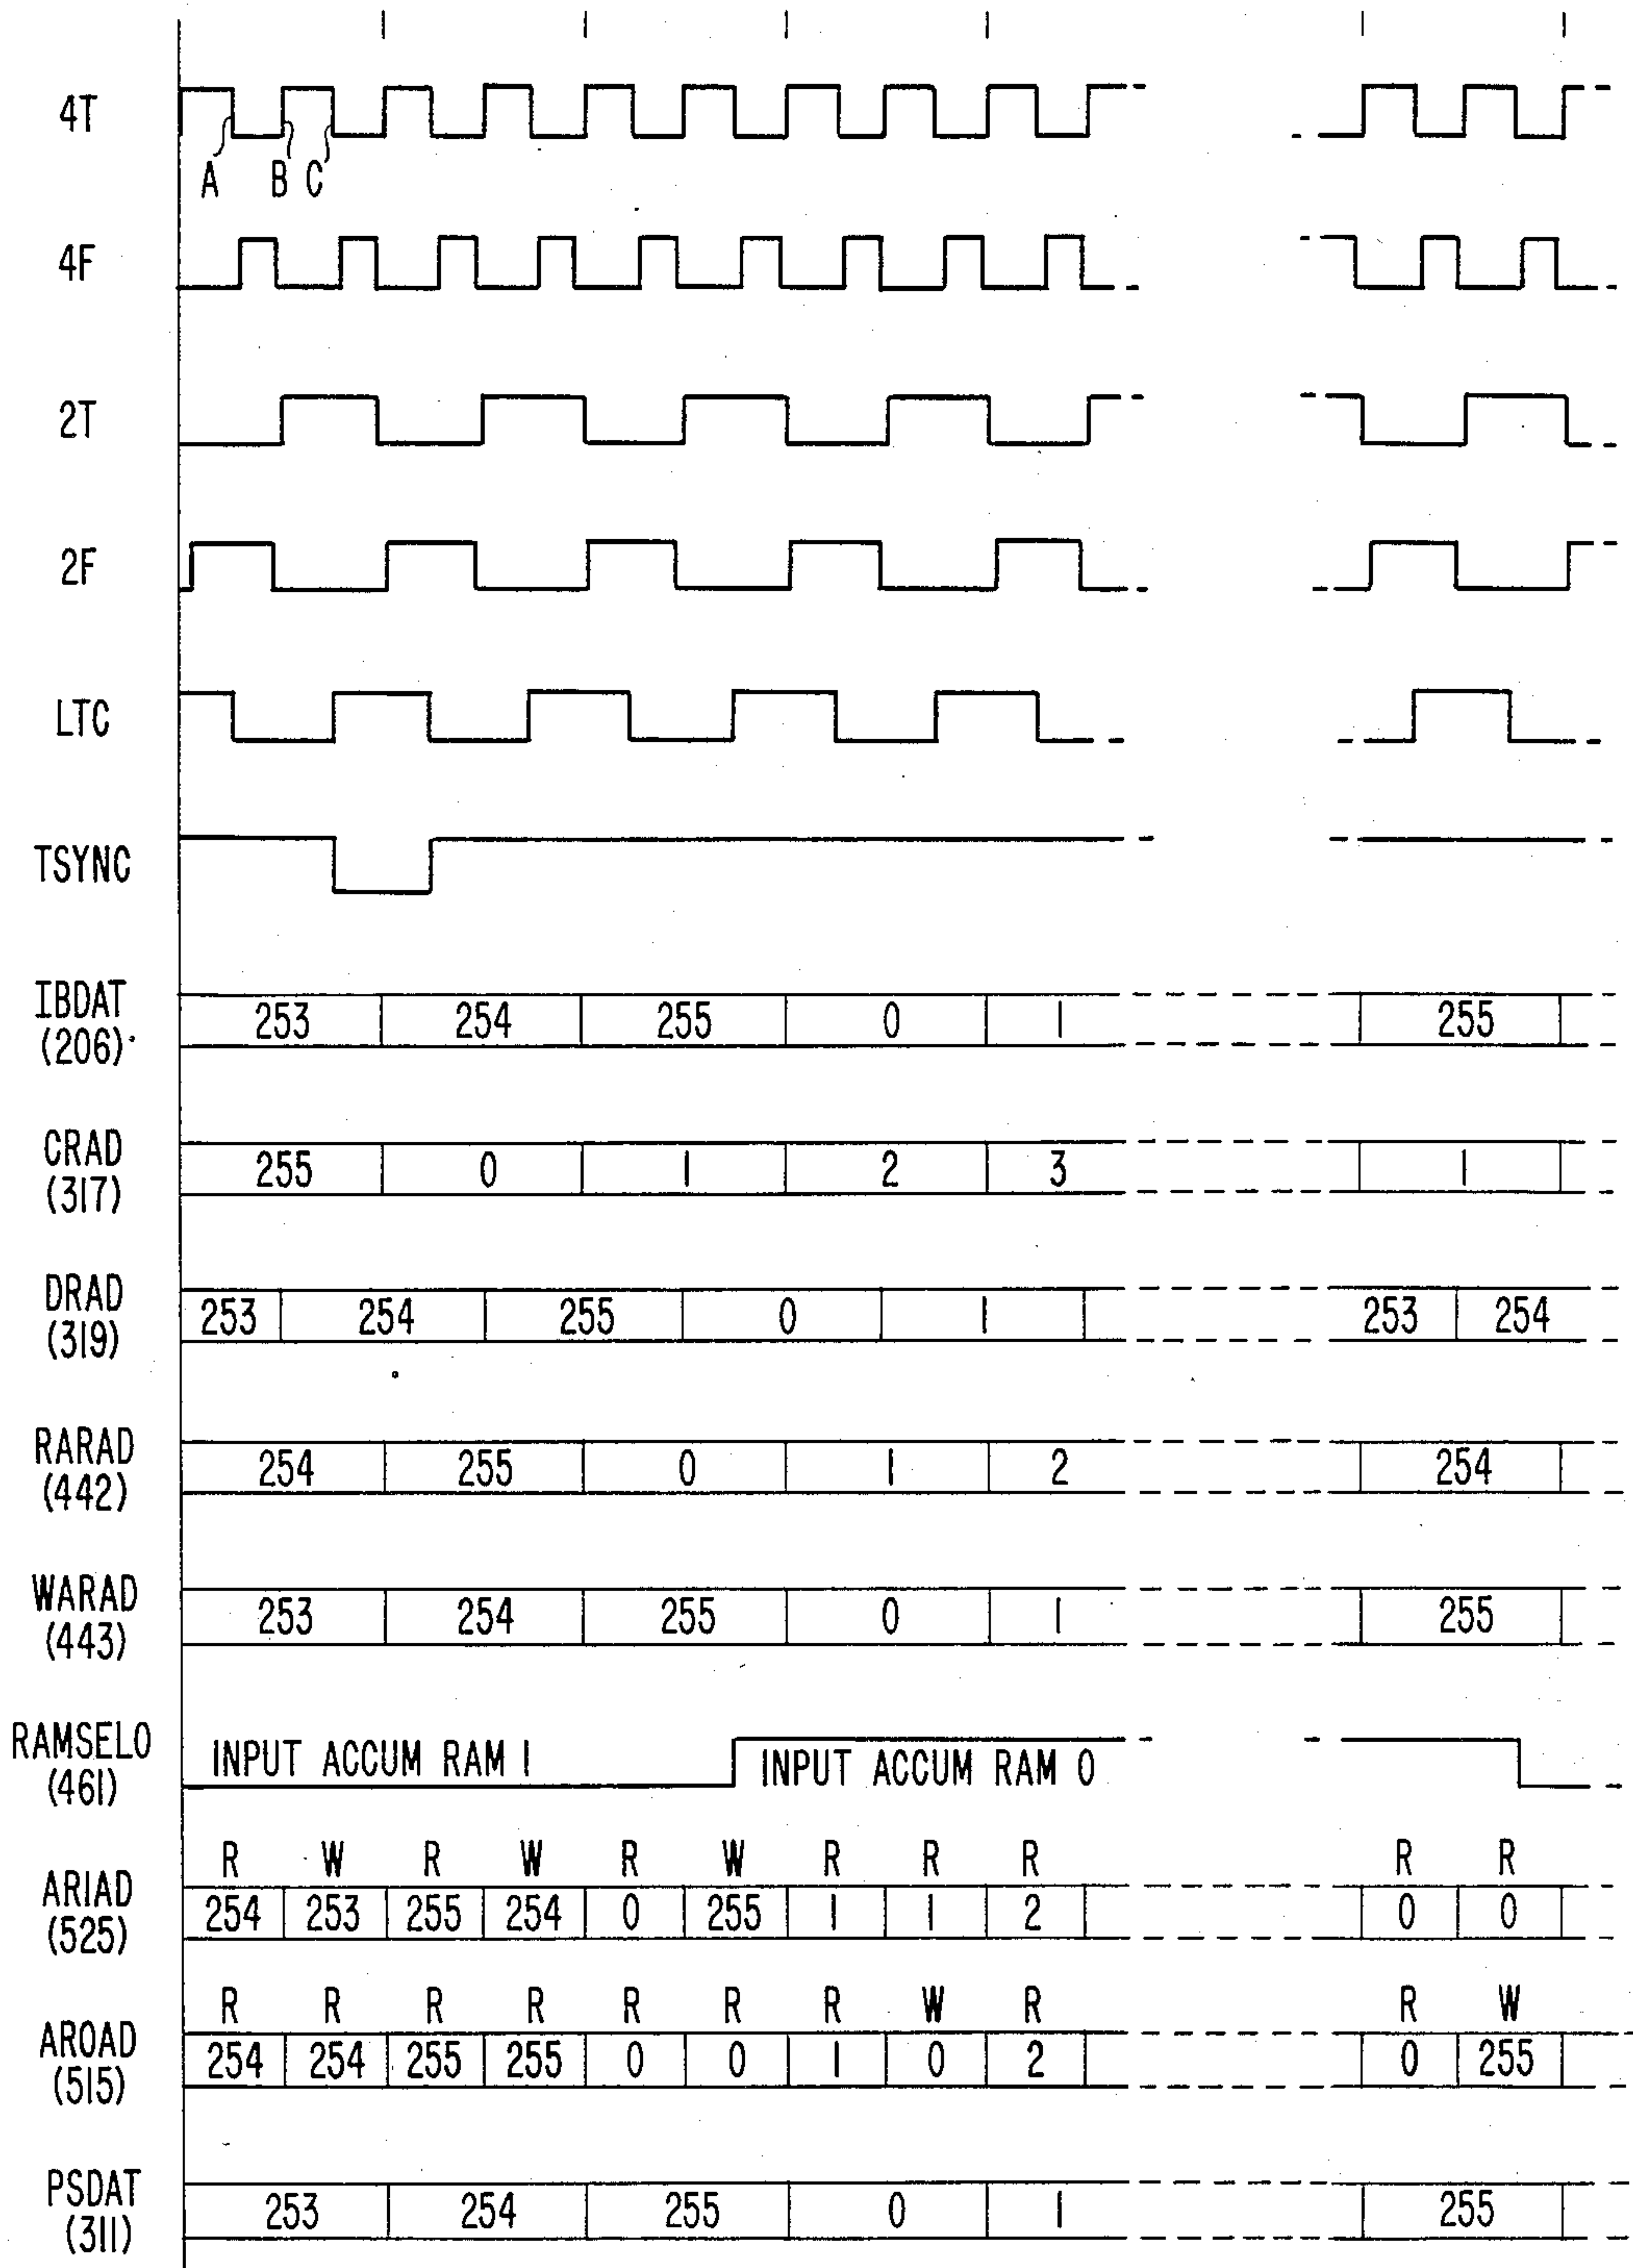 4T
A B C
4F
2T
2F
LTC
TSYNC
IBDAT
(206)
253 254 255 0 1 255
CRAD
(317)
255 0 1 2 3 1
DRAD
(319)
253 254 255 0 1 253 254
RARAD
(442)
254 255 0 1 2 254
WARAD
(443)
253 254 255 0 1 255
RAMSEL0
(461)
INPUT ACCUM RAM 1 INPUT ACCUM RAM 0
R W R W R W R R R R R
AR1AD
(525)
254 253 255 254 0 255 1 1 2 0 0
R R R R R R R W R R W
AR0AD
(515)
254 254 255 255 0 0 1 0 2 0 255
PSDAT
(311)
253 254 255 0 1 255